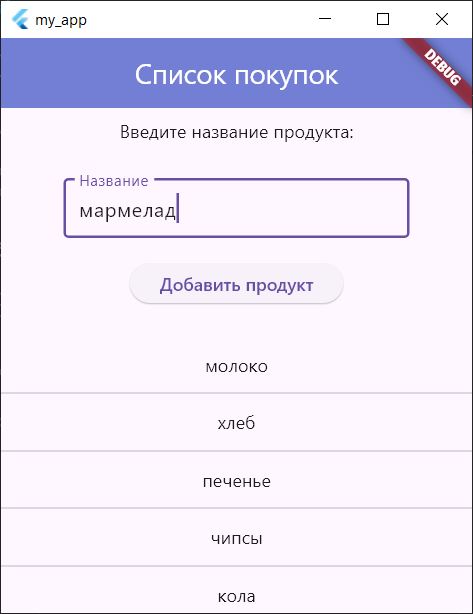 my_app
DEBUG
Список покупок
Введите название продукта:
Название
мармелад
Добавить продукт
молоко
хлеб
печенье
чипсы
кола